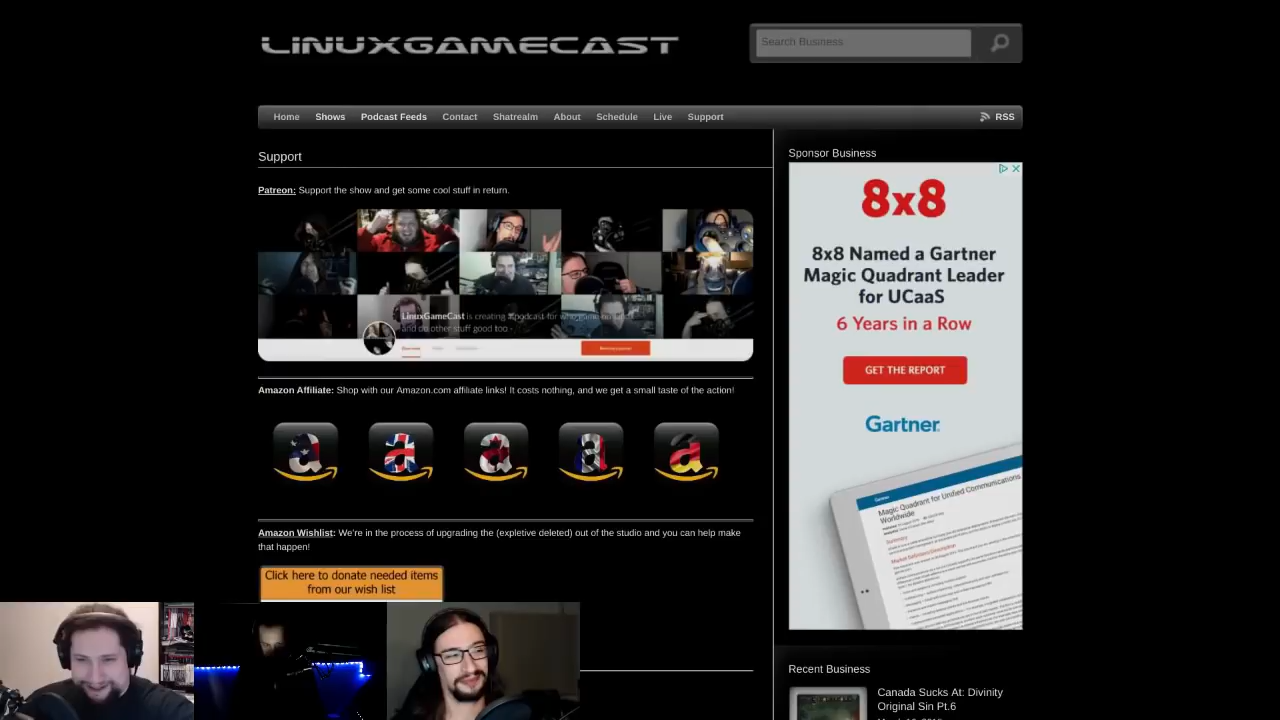 LINUXGAMECAST
Search Business
Home Shows Podcast Feeds Contact Shatrealm About Schedule Live Support RSS
Support
Patreon: Support the show and get some cool stuff in return.
LinuxGameCast is creating a podcast for who game on
and do other stuff good too -
Amazon Affiliate: Shop with our Amazon.com affiliate links! It costs nothing, and we get a small taste of the action!
a a a a a
Amazon Wishlist: We're in the process of upgrading the (expletive deleted) out of the studio and you can help make
that happen!
Click here to donate needed items
from our wish list
Sponsor Business
8x8
8x8 Named a Gartner
Magic Quadrant Leader
for UCaaS
6 Years in a Row
GET THE REPORT
Gartner
Magic Quadrant for Unified Communications
Worldwide
Recent Business
Canada Sucks At: Divinity
Original Sin Pt.6